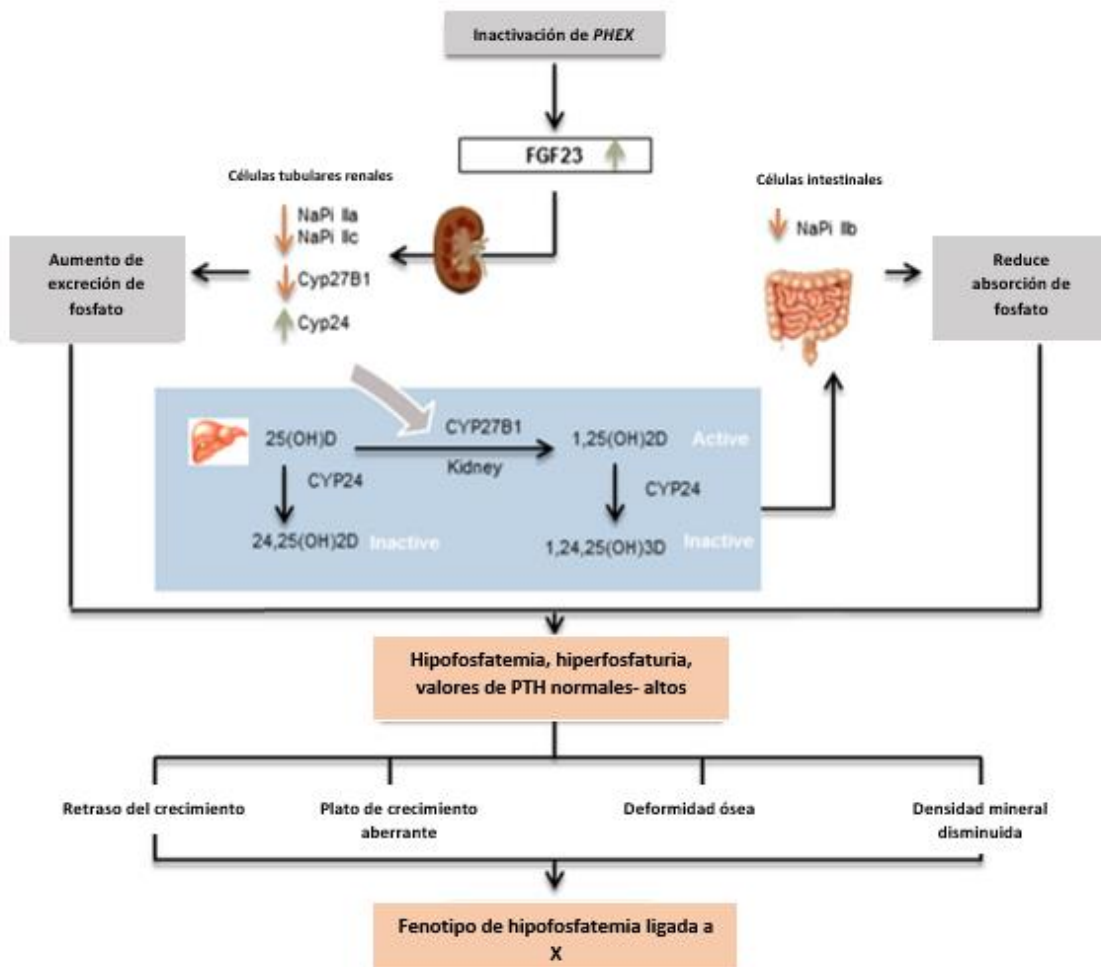 Inactivación de PHEX
FGF23
Células tubulares renales
NaPi IIa
NaPi IIc
Cyp27B1
Cyp24
Células intestinales
NaPi IIb
Aumento de
excreción de
fosfato
Reduce
absorción de
fosfato
25(OH)D
CYP27B1
Kidney
1,25(OH)2D
Active
CYP24
CYP24
24,25(OH)2D
Inactive
1,24,25(OH)3D
Inactive
Hipofosfatemia, hiperfosfaturia,
valores de PTH normales- altos
Retraso del crecimiento
Plato de crecimiento
aberrante
Deformidad ósea
Densidad mineral
disminuida
Fenotipo de hipofosfatemia ligada a
X